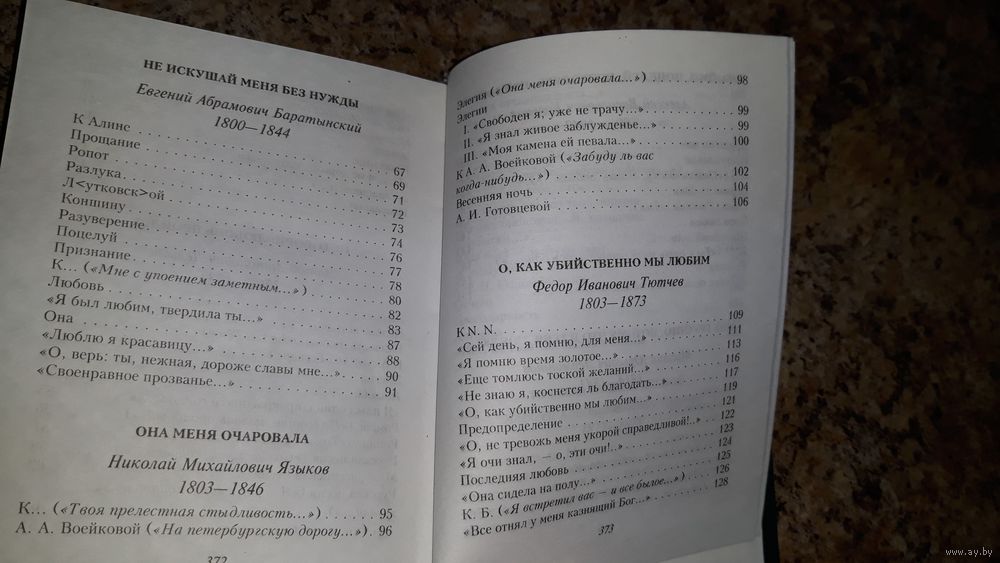 НЕ ИСКУШАЙ МЕНЯ БЕЗ НУЖДЫ
Евгений Абрамович Баратынский
1800—1844
К Алине . . . . . 67
Прощание . . . . . 69
Ропот . . . . . 71
Разлука . . . . . 72
Л<утковск>ой . . . . . 73
Коншину . . . . . 74
Разуверение . . . . . 76
Поцелуй . . . . . 77
Признание . . . . . 78
К... («Мне с упоением заметным...») . . . . . 80
Любовь . . . . . 82
«Я был любим, твердила ты...» . . . . . 83
Она . . . . . 87
«Люблю я красавицу...» . . . . . 88
«О, верь: ты, нежная, дороже славы мне...» . . . . . 90
«Своенравное прозванье...» . . . . . 91
ОНА МЕНЯ ОЧАРОВАЛА
Николай Михайлович Языков
1803—1846
К... («Твоя прелестная стыдливость...») . . . . . 95
А. А. Воейковой («На петербургскую дорогу...») . 96
372
Элегия («Она меня очаровала...») . . . . . 98
Элегии
I. «Свободен я; уже не трачу...» . . . . . 99
II. «Я знал живое заблужденье...» . . . . . 99
III. «Моя камена ей певала...» . . . . . 100
К А. А. Воейковой («Забуду ль вас
когда-нибудь...») . . . . . 102
Весенняя ночь . . . . . 104
А. И. Готовцевой . . . . . 106
О, КАК УБИЙСТВЕННО МЫ ЛЮБИМ
Федор Иванович Тютчев
1803—1873
К N. N. . . . . . 109
«Сей день, я помню, для меня...» . . . . . 111
«Я помню время золотое...» . . . . . 113
«Еще томлюсь тоской желаний...» . . . . . 116
«Не знаю я, коснется ль благодать...» . . . . . 117
«О, как убийственно мы любим...» . . . . . 119
Предопределение . . . . . 121
«О, не тревожь меня укорой справедливой!..» . . . . . 122
«Я очи знал, — о, эти очи!..» . . . . . 123
Последняя любовь . . . . . 124
«Она сидела на полу...» . . . . . 125
К. Б. («Я встретил вас — и все былое...») . . . . . 126
«Все отнял у меня казнящий Бог...» . . . . . 128
373
www.ay.by